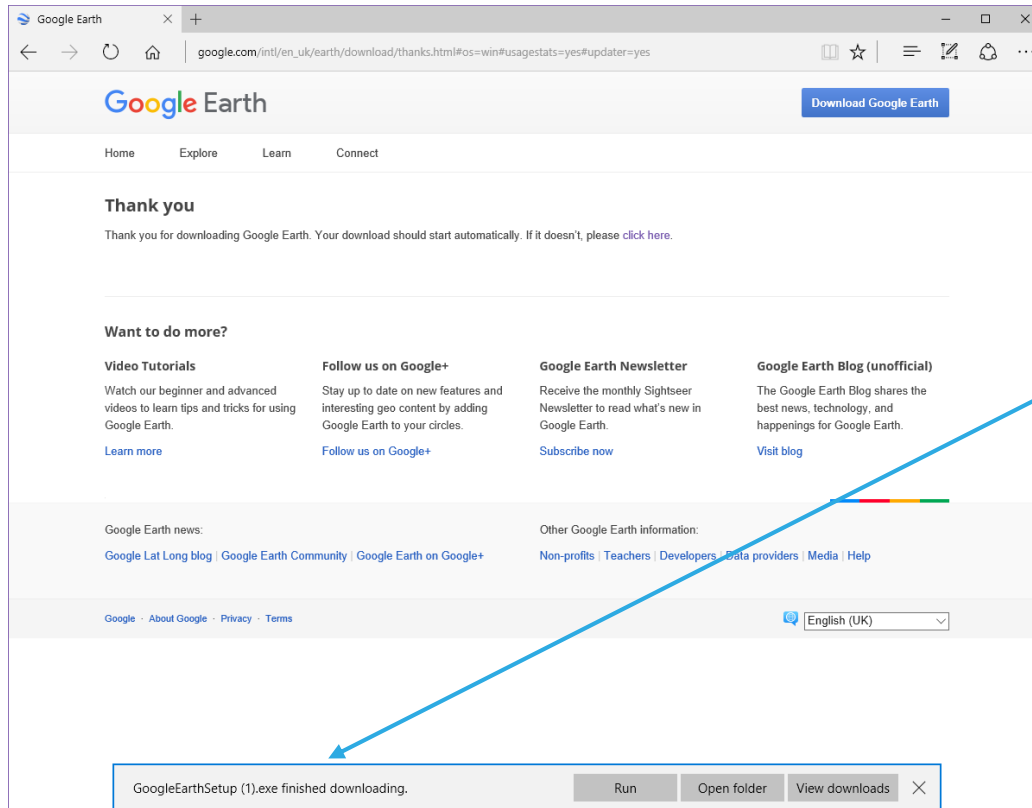 Google Earth
google.com/intl/en_uk/earth/download/thanks.html#os=win#usagestats=yes#updater=yes
Google Earth
Download Google Earth
Home Explore Learn Connect
Thank you
Thank you for downloading Google Earth. Your download should start automatically. If it doesn't, please click here.
Want to do more?
Video Tutorials
Watch our beginner and advanced
videos to learn tips and tricks for using
Google Earth.
Learn more
Follow us on Google+
Stay up to date on new features and
interesting geo content by adding
Google Earth to your circles.
Follow us on Google+
Google Earth Newsletter
Receive the monthly Sightseer
Newsletter to read what's new in
Google Earth.
Subscribe now
Google Earth Blog (unofficial)
The Google Earth Blog shares the
best news, technology, and
happenings for Google Earth.
Visit blog
Google Earth news:
Google Lat Long blog | Google Earth Community | Google Earth on Google+
Other Google Earth information:
Non-profits | Teachers | Developers | Data providers | Media | Help
Google · About Google · Privacy · Terms
English (UK)
GoogleEarthSetup (1).exe finished downloading.
Run Open folder View downloads